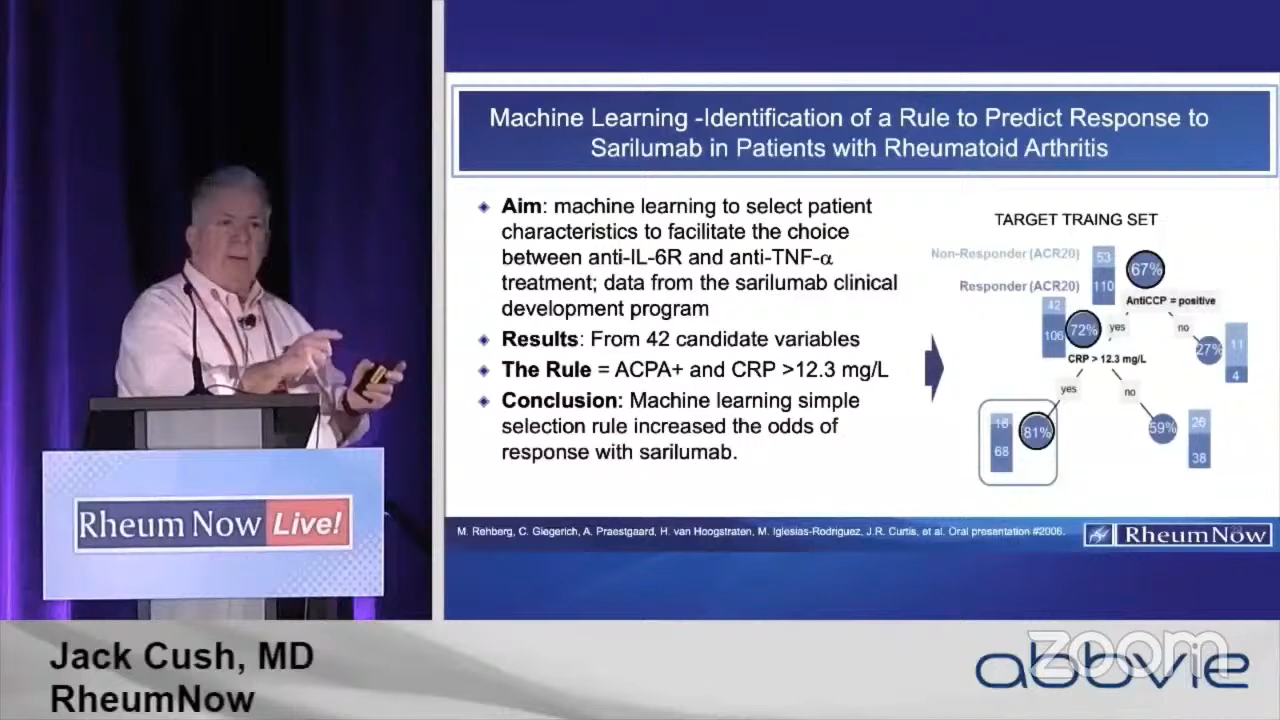 Machine Learning -Identification of a Rule to Predict Response to
Sarilumab in Patients with Rheumatoid Arthritis
Aim: machine learning to select patient
characteristics to facilitate the choice
between anti-IL-6R and anti-TNF-α
treatment; data from the sarilumab clinical
development program
Results: From 42 candidate variables
The Rule = ACPA+ and CRP >12.3 mg/L
Conclusion: Machine learning simple
selection rule increased the odds of
response with sarilumab.
TARGET TRAING SET
Non-Responder (ACR20)
53
67%
Responder (ACR20)
110
AntiCCP = positive
42
106
72%
yes
no
27%
11
4
CRP > 12.3 mg/L
yes
no
16
68
81%
59%
26
38
M. Rehberg, C. Giegerich, A. Praestgaard, H. van Hoogstraten, M. Iglesias-Rodriguez, J.R. Curtis, et al. Oral presentation #2006.
RheumNow
Rheum Now Live!
Jack Cush, MD
RheumNow
abbvie
zoom